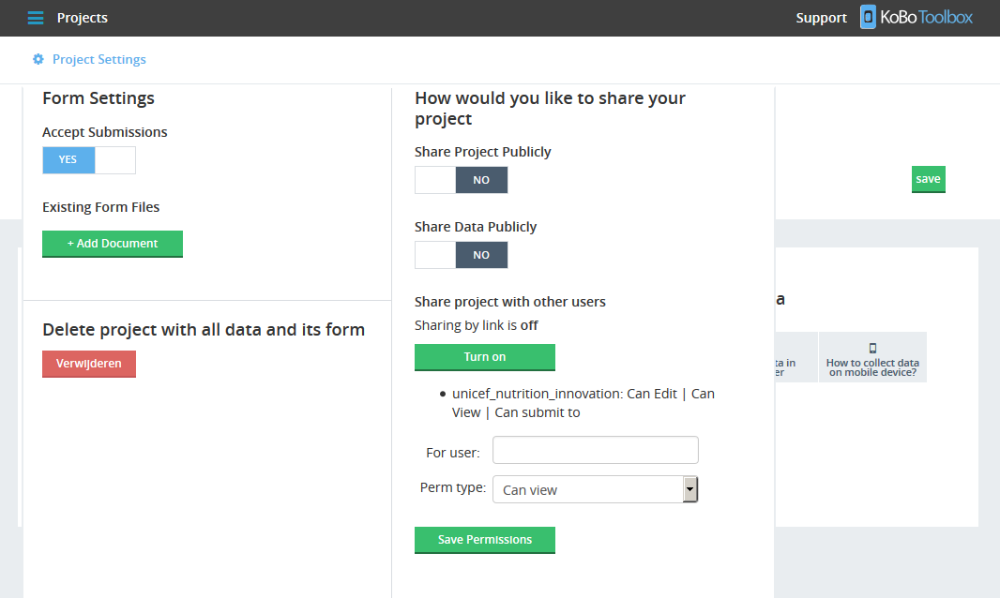 Projects
Support
KoBoToolbox
Project Settings
Form Settings
Accept Submissions
YES
Existing Form Files
+ Add Document
Delete project with all data and its form
Verwijderen
How would you like to share your
project
Share Project Publicly
NO
Share Data Publicly
NO
Share project with other users
Sharing by link is off
Turn on
unicef_nutrition_innovation: Can Edit | Can
View | Can submit to
For user:
Perm type:
Can view
Save Permissions
save
a
ta in
er
How to collect data
on mobile device?